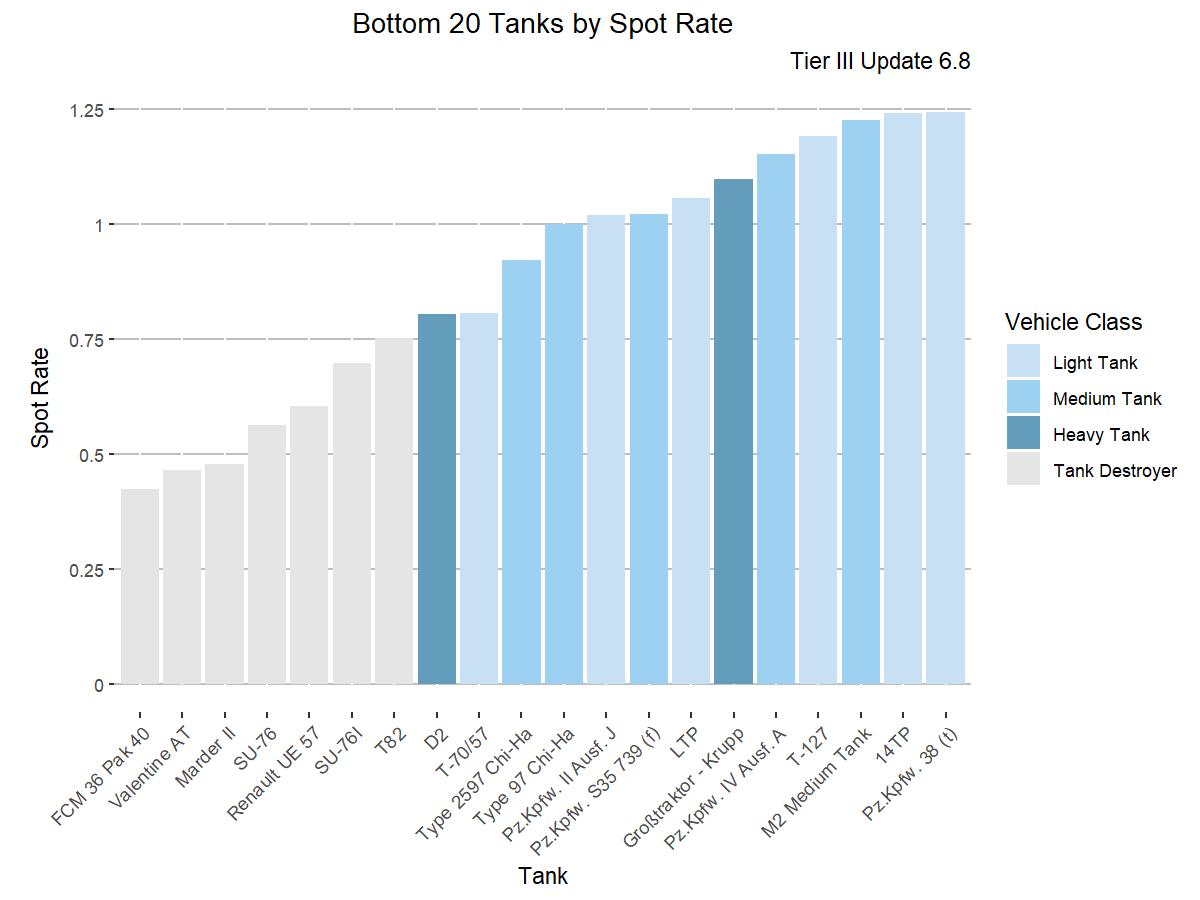 Bottom 20 Tanks by Spot Rate
Tier III Update 6.8
1.25
1
0.75
0.5
0.25
0
Spot Rate
FCM 36 Pak 40
Valentine AT
Marder II
SU-76
Renault UE 57
SU-76I
T82
D2
T-70/57
Type 2597 Chi-Ha
Type 97 Chi-Ha
Pz.Kpfw. II Ausf. J
Pz.Kpfw. S35 739 (f)
LTP
Großtraktor - Krupp
Pz.Kpfw. IV Ausf. A
T-127
M2 Medium Tank
14TP
Pz.Kpfw. 38 (t)
Tank
Vehicle Class
Light Tank
Medium Tank
Heavy Tank
Tank Destroyer